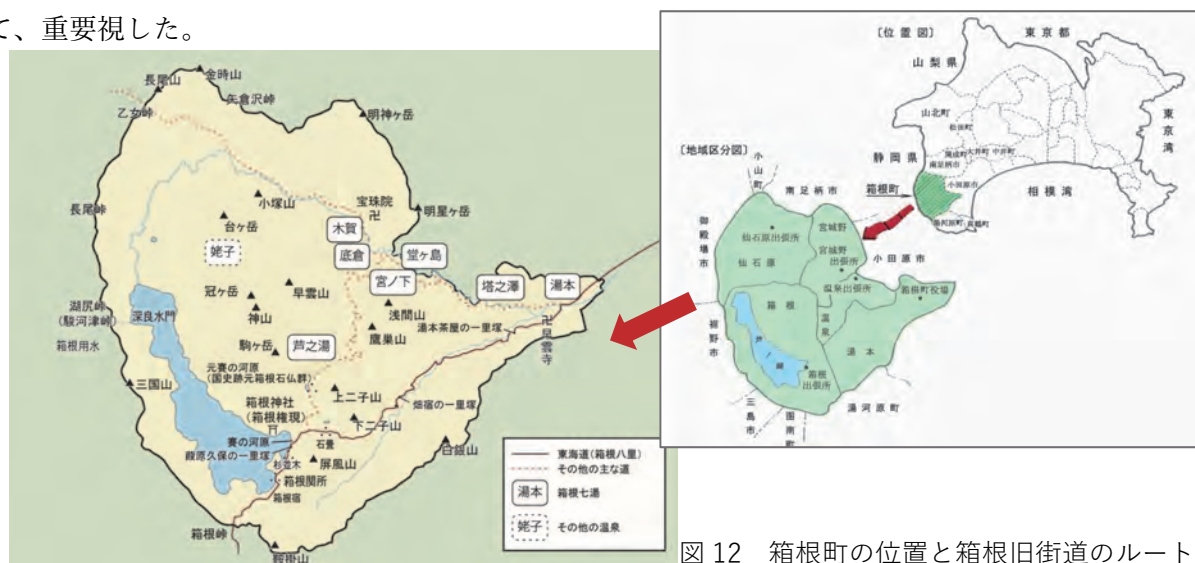 て、重要視した。
金時山
長尾山
矢倉沢峠
乙女峠
明神ヶ岳
長尾峠
小塚山
宝珠院
卍
明星ヶ岳
台ヶ岳
木賀
姥子
底倉
堂ヶ島
宮ノ下
塔之澤
湯本
湖尻峠
(駿河津峠)
深良水門
冠ヶ岳
早雲山
神山
浅間山
湯本茶屋の一里塚
卍早雲寺
箱根用水
駒ヶ岳
芦之湯
鷹巣山
元賽の河原
(国史跡元箱根石仏群)
三国山
箱根神社
(箱根権現)
上二子山
畑宿の一里塚
下二子山
賽の河原
石畳
白銀山
葭原久保の一里塚
杉並木
屏風山
箱根関所
箱根宿
箱根峠
鞍掛山
東海道(箱根八里)
その他の主な道
湯本 箱根七湯
姥子 その他の温泉
〔位置図〕
東京都
山梨県
山北町
松田町
開成町
大井町
中井町
東京湾
静岡県
南足柄市
小田原市
箱根町
湯河原町
真鶴町
相模湾
〔地域区分図〕
小山町
南足柄市
御殿場市
仙石原出張所
仙石原
宮城野
宮城野
出張所
小田原市
温泉出張所
箱根町役場
箱根
温泉
湯本
裾野市
芦ノ湖
箱根
出張所
湯河原町
三島市
函南町
図 12 箱根町の位置と箱根旧街道のルート